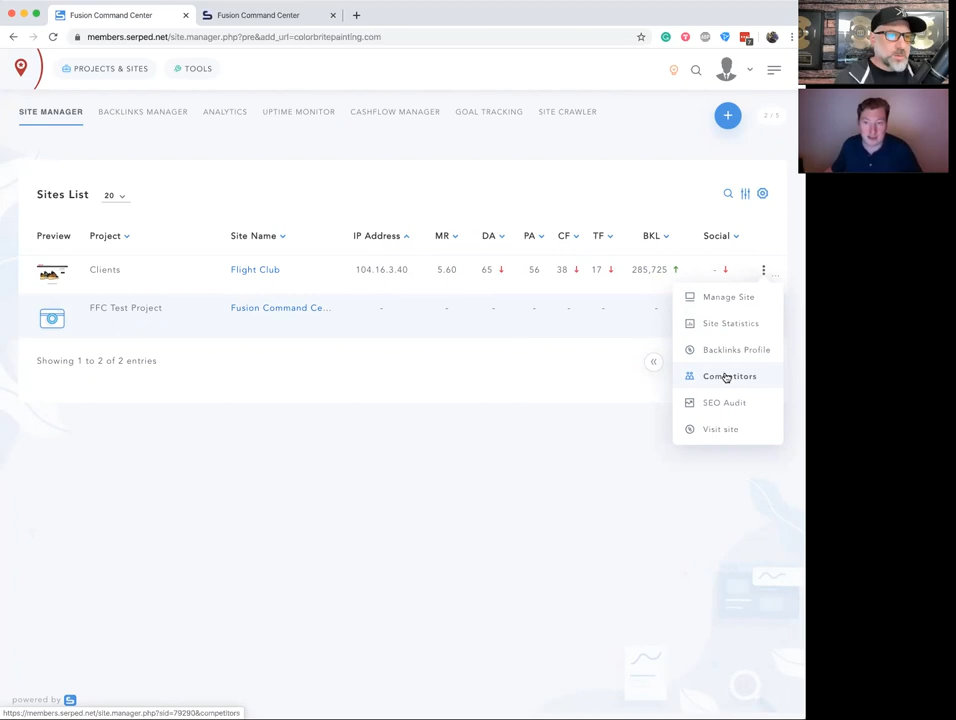 Fusion Command Center
Fusion Command Center
members.serped.net/site.manager.php?pre&add_url=colorbritepainting.com
PROJECTS & SITES
TOOLS
SITE MANAGER
BACKLINKS MANAGER
ANALYTICS
UPTIME MONITOR
CASHFLOW MANAGER
GOAL TRACKING
SITE CRAWLER
2 / 5
Sites List
20
Preview
Project
Site Name
IP Address
MR
DA
PA
CF
TF
BKL
Social
Clients
Flight Club
104.16.3.40
5.60
65
56
38
17
285,725
-
FFC Test Project
Fusion Command Ce...
-
-
-
-
-
-
-
Manage Site
Site Statistics
Backlinks Profile
Competitors
SEO Audit
Visit site
Showing 1 to 2 of 2 entries
powered by
https://members.serped.net/site.manager.php?sid=79290&competitors